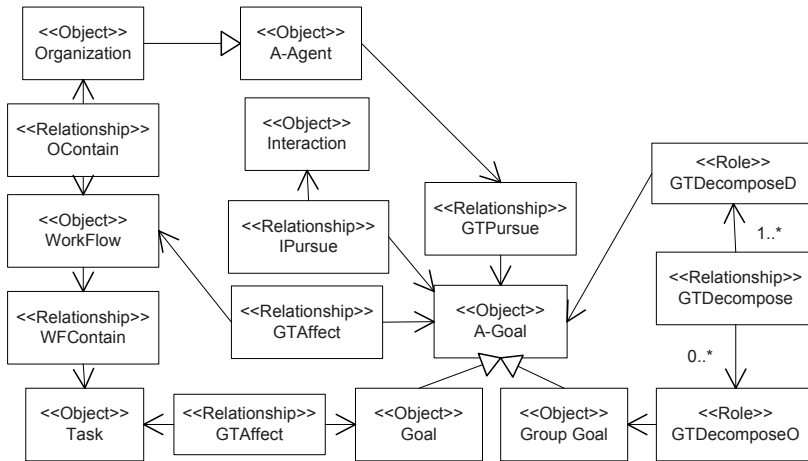 <<Object>>
Organization
<<Object>>
A-Agent
<<Relationship>>
OContain
<<Object>>
Interaction
<<Role>>
GTDecomposeD
<<Object>>
WorkFlow
<<Relationship>>
IPursue
<<Relationship>>
GTPursue
1..*
<<Relationship>>
GTDecompose
<<Relationship>>
WFContain
<<Relationship>>
GTAffect
<<Object>>
A-Goal
0..*
<<Object>>
Task
<<Relationship>>
GTAffect
<<Object>>
Goal
<<Object>>
Group Goal
<<Role>>
GTDecomposeO